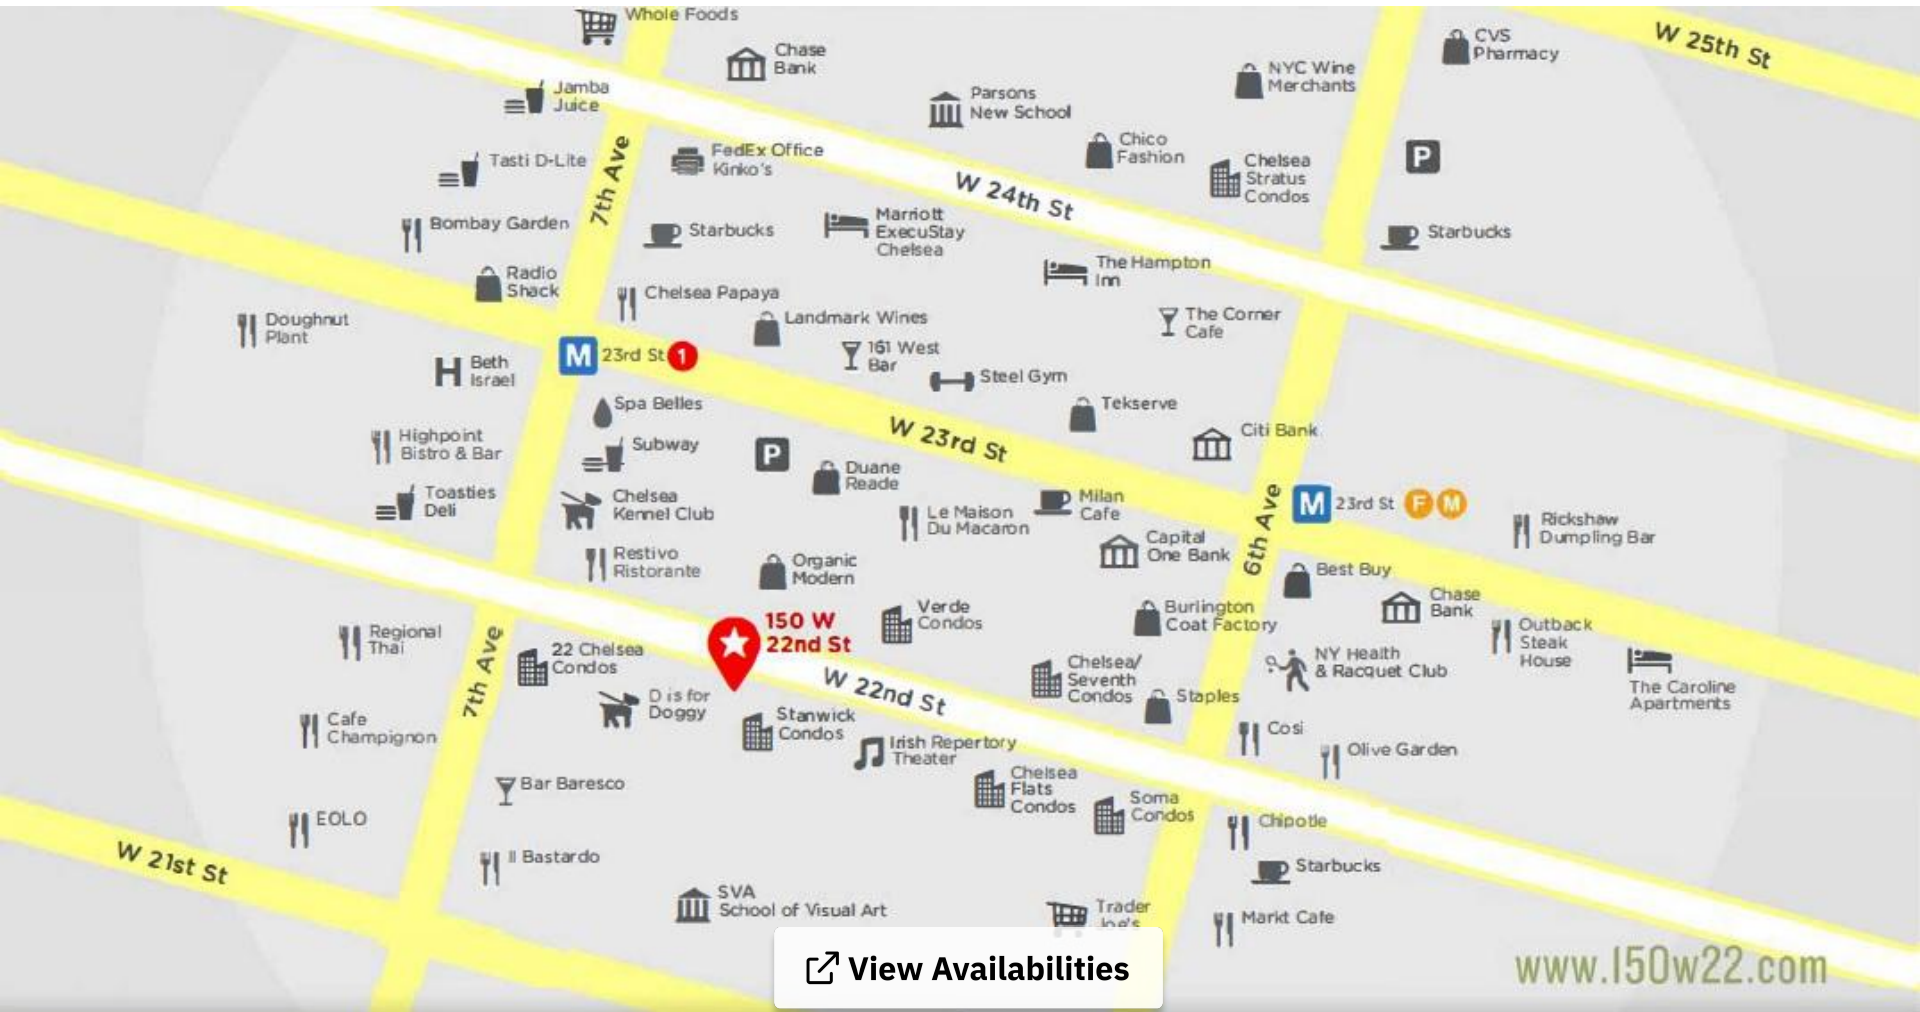 Whole Foods
W 25th St
CVS
Pharmacy
Chase
Bank
NYC Wine
Merchants
Jamba
Juice
Parsons
New School
Chico
Fashion
P
FedEx Office
Kinko's
Tasti D-Lite
7th Ave
Chelsea
Stratus
Condos
W 24th St
Bombay Garden
Starbucks
Marriott
ExecuStay
Chelsea
Starbucks
Radio
Shack
The Hampton
Inn
Chelsea Papaya
Doughnut
Plant
Landmark Wines
The Corner
Cafe
M 23rd St 1
161 West
Bar
Beth
Israel
H
Steel Gym
Spa Belles
Tekserve
W 23rd St
Citi Bank
Highpoint
Bistro & Bar
Subway
P
Duane
Reade
Toasties
Deli
Chelsea
Kennel Club
Milan
Cafe
6th Ave
M 23rd St F M
Le Maison
Du Macaron
Rickshaw
Dumpling Bar
Capital
One Bank
Restivo
Ristorante
Organic
Modern
Best Buy
Chase
Bank
150 W
22nd St
Verde
Condos
Burlington
Coat Factory
Outback
Steak
House
Regional
Thai
7th Ave
22 Chelsea
Condos
Chelsea/
Seventh
Condos
NY Health
& Racquet Club
W 22nd St
Staples
The Caroline
Apartments
D is for
Doggy
Stanwick
Condos
Cafe
Champignon
Irish Repertory
Theater
Cosi
Olive Garden
Chelsea
Flats
Condos
Bar Baresco
Soma
Condos
EOLO
Chipotle
W 21st St
Il Bastardo
Starbucks
SVA
School of Visual Art
Trader
Joe's
Markt Cafe
View Availabilities
www.150w22.com